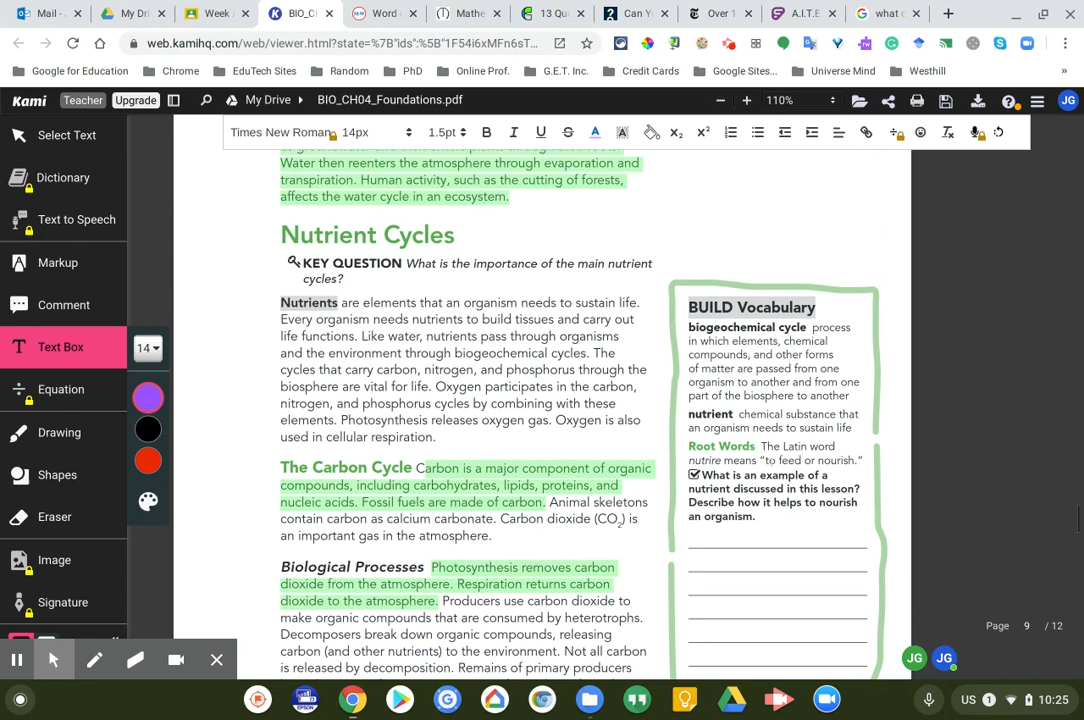 Mail -
My Dri
Week
BIO_CH
Word
Mathe
13 Qu
Can Y
Over 1
A.I.T.E
what c
web.kamihq.com/web/viewer.html?state=%7B"ids":%5B"1F54i6xMFn6sT...
Google for Education
Chrome
EduTech Sites
Random
PhD
Online Prof.
G.E.T. Inc.
Credit Cards
Google Sites...
Universe Mind
Westhill
»
Kami
Teacher
Upgrade
My Drive
BIO_CH04_Foundations.pdf
110%
JG
Select Text
Dictionary
Text to Speech
Markup
Comment
Text Box
Equation
Drawing
Shapes
Eraser
Image
Signature
14
Times New Roman
14px
1.5pt
B I U S A
Water then reenters the atmosphere through evaporation and
transpiration. Human activity, such as the cutting of forests,
affects the water cycle in an ecosystem.
Nutrient Cycles
KEY QUESTION What is the importance of the main nutrient
cycles?
Nutrients are elements that an organism needs to sustain life.
Every organism needs nutrients to build tissues and carry out
life functions. Like water, nutrients pass through organisms
and the environment through biogeochemical cycles. The
cycles that carry carbon, nitrogen, and phosphorus through the
biosphere are vital for life. Oxygen participates in the carbon,
nitrogen, and phosphorus cycles by combining with these
elements. Photosynthesis releases oxygen gas. Oxygen is also
used in cellular respiration.
The Carbon Cycle Carbon is a major component of organic
compounds, including carbohydrates, lipids, proteins, and
nucleic acids. Fossil fuels are made of carbon. Animal skeletons
contain carbon as calcium carbonate. Carbon dioxide (CO2) is
an important gas in the atmosphere.
Biological Processes Photosynthesis removes carbon
dioxide from the atmosphere. Respiration returns carbon
dioxide to the atmosphere. Producers use carbon dioxide to
make organic compounds that are consumed by heterotrophs.
Decomposers break down organic compounds, releasing
carbon (and other nutrients) to the environment. Not all carbon
is released by decomposition. Remains of primary producers
BUILD Vocabulary
biogeochemical cycle process
in which elements, chemical
compounds, and other forms
of matter are passed from one
organism to another and from one
part of the biosphere to another
nutrient chemical substance that
an organism needs to sustain life
Root Words The Latin word
nutrire means “to feed or nourish.”
What is an example of a
nutrient discussed in this lesson?
Describe how it helps to nourish
an organism.
Page 9 / 12
JG
JG
US
1
10:25